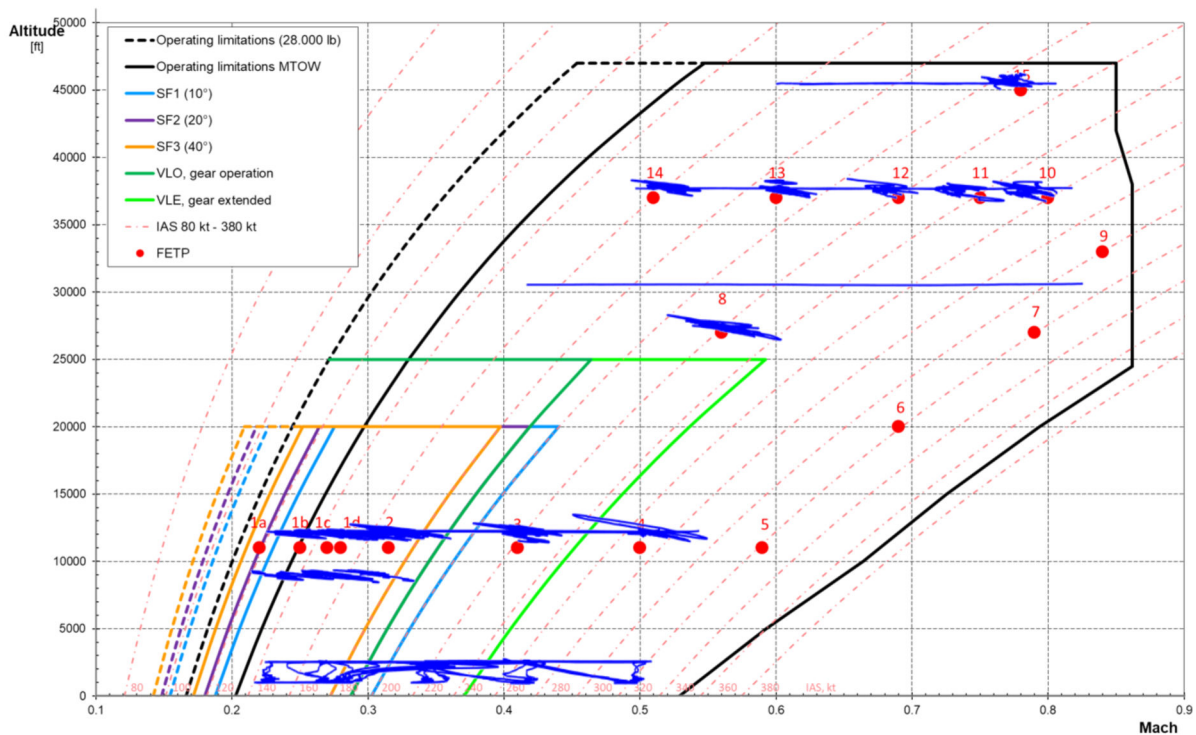 Altitude
[ft]
50000
45000
40000
35000
30000
25000
20000
15000
10000
5000
0
Operating limitations (28.000 lb)
Operating limitations MTOW
SF1 (10°)
SF2 (20°)
SF3 (40°)
VLO, gear operation
VLE, gear extended
IAS 80 kt - 380 kt
FETP
15
14 13 12 11 10
9
8 7
6
1a 1b 1c 1d 2 3 4 5
80 100 120 140 160 180 200 220 240 260 280 300 320 340 360 380 IAS, kt
0.1 0.2 0.3 0.4 0.5 0.6 0.7 0.8 0.9
Mach